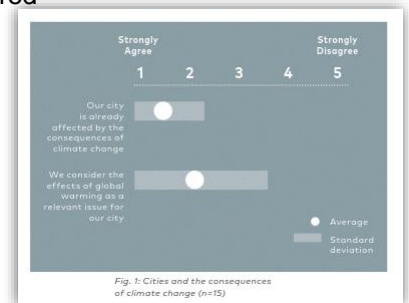 Strongly Agree
Strongly Disagree
1 2 3 4 5
Our city
is already
affected by the
consequences of
climate change
We consider the
effects of global
warming as a
relevant issue for
our city
Average
Standard
deviation
Fig. 1: Cities and the consequences
of climate change (n=15)